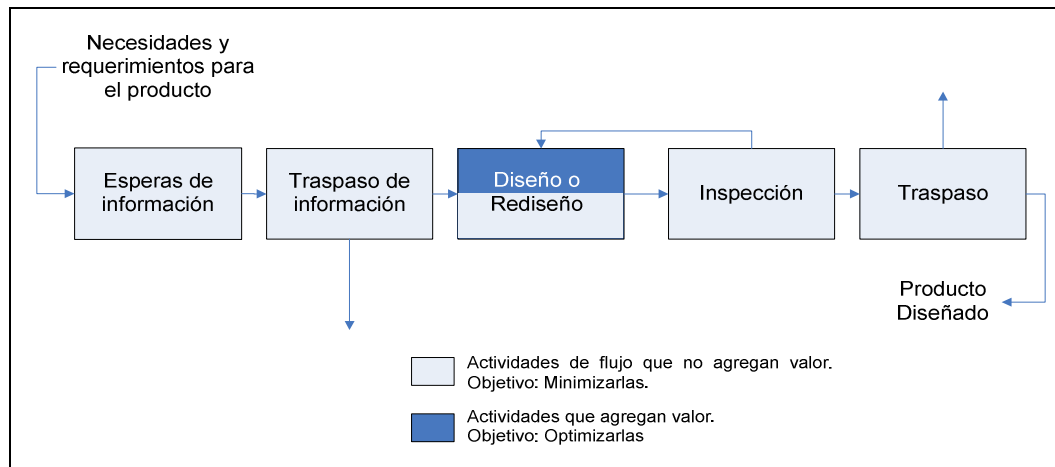 Necesidades y
requerimientos para
el producto
Esperas de
información
Traspaso de
información
Diseño o
Rediseño
Inspección
Traspaso
Producto
Diseñado
Actividades de flujo que no agregan valor.
Objetivo: Minimizarlas.
Actividades que agregan valor.
Objetivo: Optimizarlas